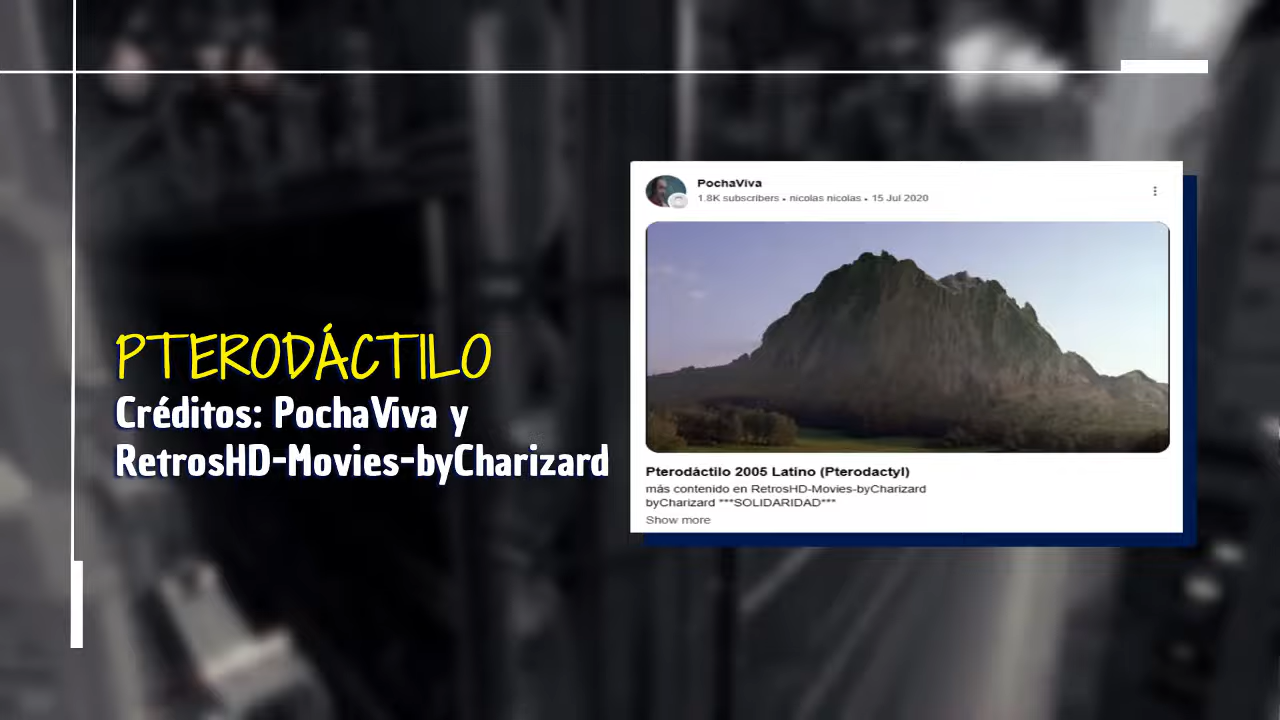 PTERODÁCTILO
Créditos: PochaViva y
RetrosHD-Movies-byCharizard
PochaViva
1.8K subscribers • nicolas nicolas • 15 Jul 2020
Pterodáctilo 2005 Latino (Pterodactyl)
más contenido en RetrosHD-Movies-byCharizard
byCharizard ***SOLIDARIDAD***
Show more